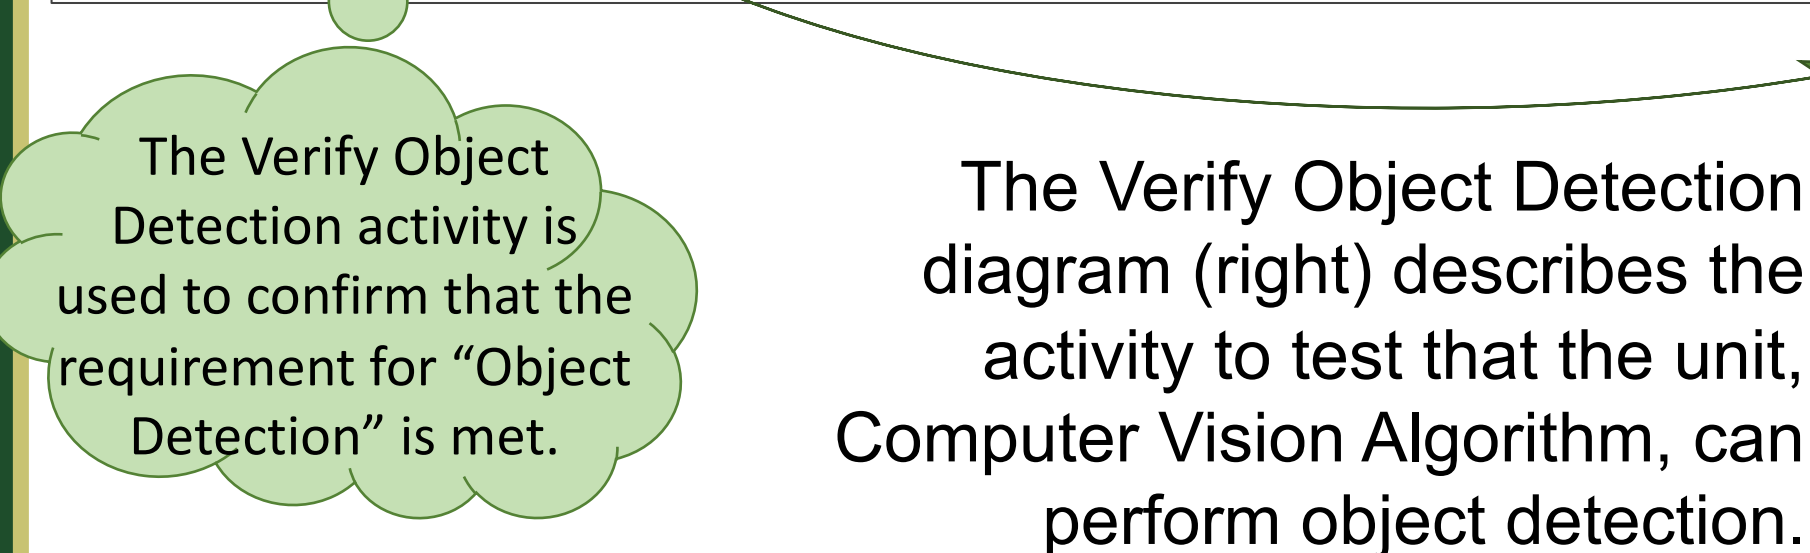 The Verify Object
Detection activity is
used to confirm that the
requirement for “Object
Detection” is met.
The Verify Object Detection
diagram (right) describes the
activity to test that the unit,
Computer Vision Algorithm, can
perform object detection.